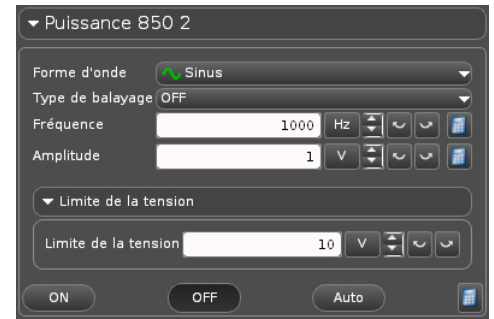 Puissance 850 2
Forme d'onde Sinus
Type de balayage OFF
Fréquence 1000 Hz
Amplitude 1 V
Limite de la tension
Limite de la tension 10 V
ON OFF Auto